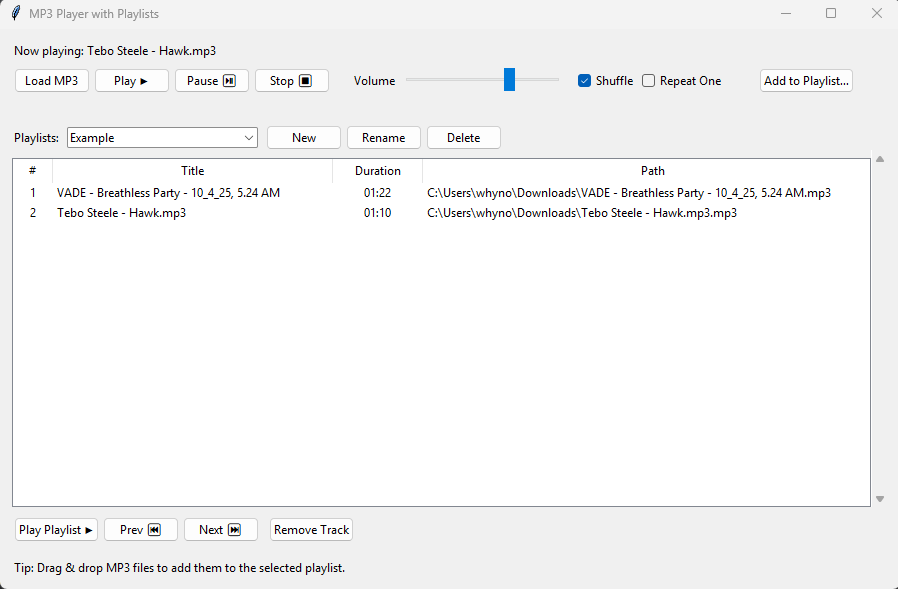 MP3 Player with Playlists
Now playing: Tebo Steele - Hawk.mp3
Load MP3 Play ▶ Pause ⏯ Stop ⏹ Volume Shuffle Repeat One Add to Playlist...
Playlists: Example New Rename Delete
# Title Duration Path
1 VADE - Breathless Party - 10_4_25, 5.24 AM 01:22 C:\Users\whyno\Downloads\VADE - Breathless Party - 10_4_25, 5.24 AM.mp3
2 Tebo Steele - Hawk.mp3 01:10 C:\Users\whyno\Downloads\Tebo Steele - Hawk.mp3.mp3
Play Playlist ▶ Prev ⏮ Next ⏭ Remove Track
Tip: Drag & drop MP3 files to add them to the selected playlist.